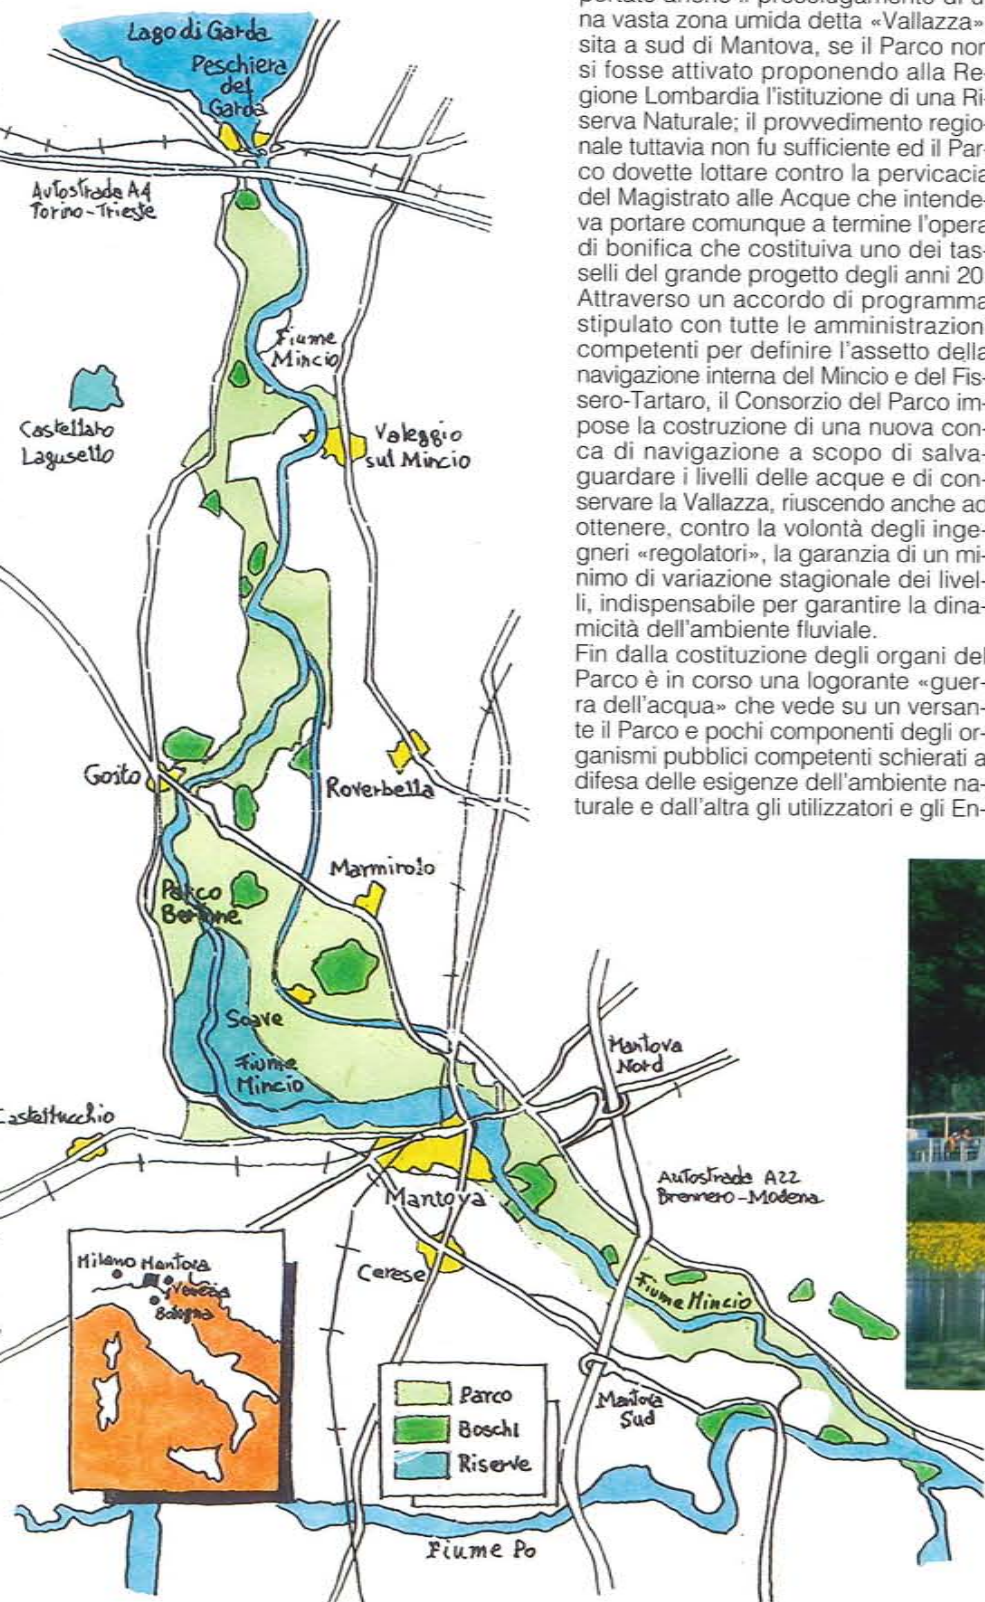 Lago di Garda
Peschiera
del
Garda
Autostrada A4
Torino-Trieste
Fiume
Mincio
Castellaro
Lagusello
Valeggio
sul Mincio
Goito
Roverbella
Marmirolo
Parco
Bertone
Soave
Fiume
Mincio
Mantova
Nord
Castellucchio
Autostrada A22
Brennero-Modena
Mantova
Cerese
Fiume Mincio
Milano Mantova
Venezia
Bologna
Parco
Boschi
Riserve
Mantova
Sud
Fiume Po
na vasta zona umida detta «Vallazza»
sita a sud di Mantova, se il Parco non
si fosse attivato proponendo alla Re-
gione Lombardia l'istituzione di una Ri-
serva Naturale; il provvedimento regio-
nale tuttavia non fu sufficiente ed il Par-
co dovette lottare contro la pervicacia
del Magistrato alle Acque che intende-
va portare comunque a termine l'opera
di bonifica che costituiva uno dei tas-
selli del grande progetto degli anni 20.
Attraverso un accordo di programma
stipulato con tutte le amministrazion
competenti per definire l'assetto della
navigazione interna del Mincio e del Fis-
sero-Tartaro, il Consorzio del Parco im-
pose la costruzione di una nuova con-
ca di navigazione a scopo di salva-
guardare i livelli delle acque e di con-
servare la Vallazza, riuscendo anche ad
ottenere, contro la volontà degli inge-
gneri «regolatori», la garanzia di un mi-
nimo di variazione stagionale dei livel-
li, indispensabile per garantire la dina-
micità dell'ambiente fluviale.
Fin dalla costituzione degli organi del
Parco è in corso una logorante «guer-
ra dell'acqua» che vede su un versan-
te il Parco e pochi componenti degli or-
ganismi pubblici competenti schierati a
difesa delle esigenze dell'ambiente na-
turale e dall'altra gli utilizzatori e gli En-